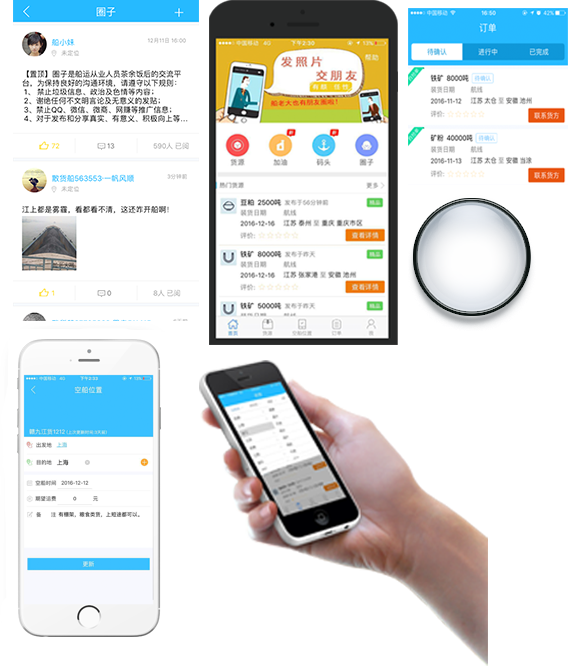 圈子
船小妹
未定位
12月11日 16:00
【置顶】圈子是船运从业人员茶余饭后的交流平
台，为保持良好的沟通环境，请遵守以下规则：
1、 禁止垃圾信息、政治及色情等内容；
2、 谢绝任何不文明言论及无意义的发贴；
3、 禁止QQ、微信、微商、网赚等推广信息；
4、 对于发布和分享真实、有意义、积极向上等...
72
13
590人 已阅
散货船563553-一帆风顺
未定位
3分钟前
江上都是雾霾，看都看不清，这还咋开船啊！
1
0
8人 已阅
中国移动 4G
下午2:30
帮助
发照片
交朋友
船老大也有朋友圈啦！
货源
加油
码头
圈子
热门货源
更多
豆粕 2500吨 发布于56分钟前
精品
装货日期
航线
2016-12-16
江苏 泰州 至 重庆 重庆市区
评价:
查看详情
铁矿 8000吨 发布于昨天
精品
装货日期
航线
2016-12-16
江苏 张家港 至 安徽 池州
评价:
查看详情
铁矿 5000吨 发布于昨天
精品
首页
货源
空船位置
订单
我
中国移动
16:50
42%
订单
待确认
进行中
已完成
铁矿 8000吨
待确认
装货日期
航线
2016-11-12
江苏 太仓 至 安徽 池州
评价:
联系货方
矿粉 40000吨
待确认
装货日期
航线
2016-11-13
江苏 太仓 至 安徽 当涂
评价:
联系货方
中国移动 4G
下午2:33
空船位置
赣九江货1212
出发地
上海
目的地
上海
空船时间
2016-12-12
期望运费
0
元
备 注
有棚架，粮食类货，上短途都可以。
更新